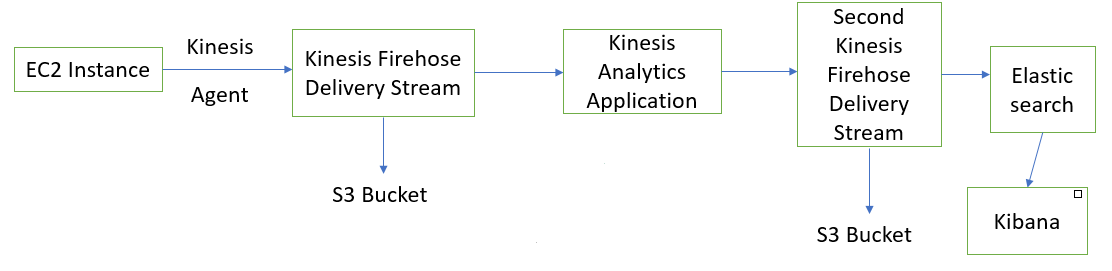 EC2 Instance
Kinesis
Agent
Kinesis Firehose
Delivery Stream
S3 Bucket
Kinesis
Analytics
Application
Second
Kinesis
Firehose
Delivery
Stream
S3 Bucket
Elastic
search
Kibana